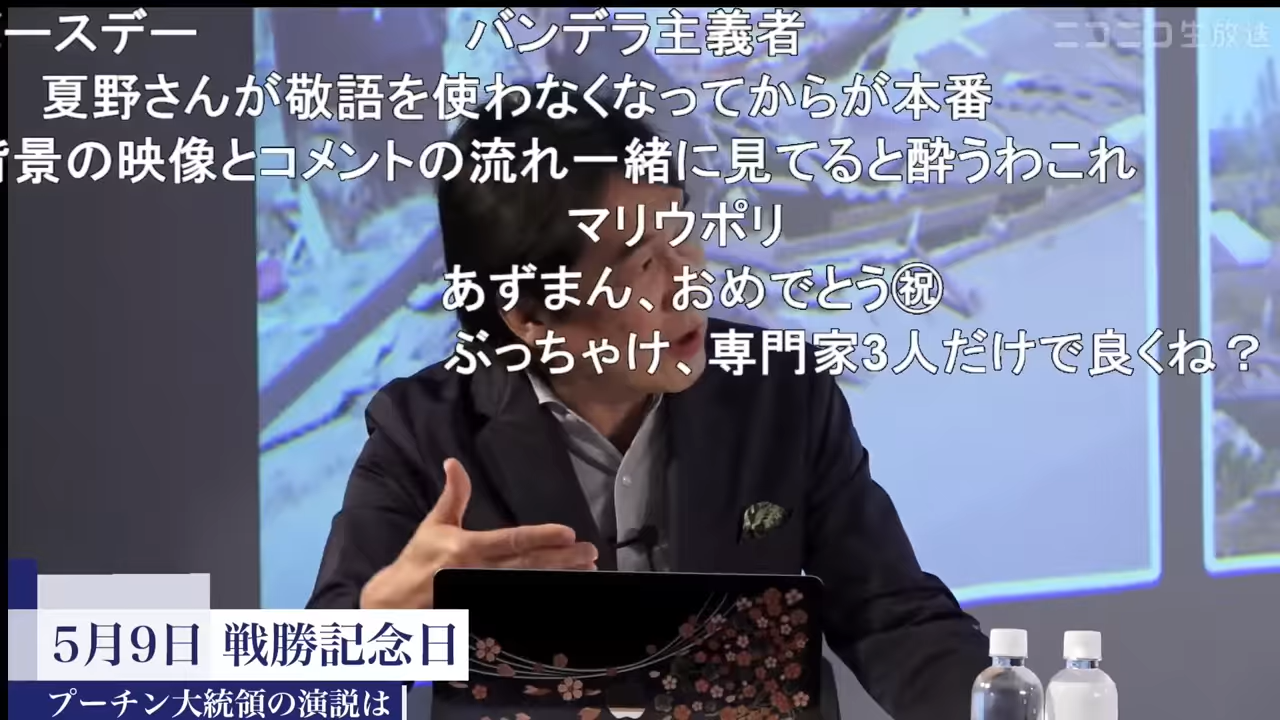 ースデー
バンデラ主義者
ニコニコ生放送
夏野さんが敬語を使わなくなってからが本番
背景の映像とコメントの流れ一緒に見てると酔うわこれ
マリウポリ
あずまん、おめでとう㊗
ぶっちゃけ、専門家3人だけで良くね？
5月9日 戦勝記念日
プーチン大統領の演説は